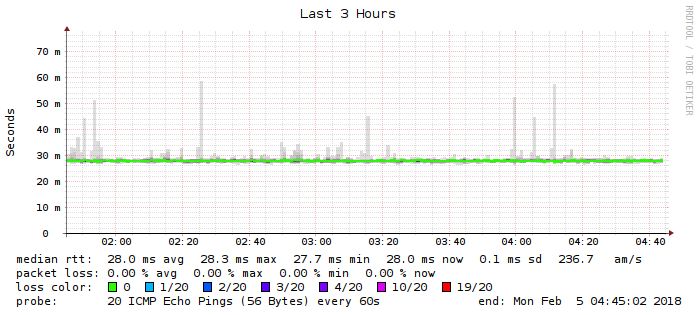 Last 3 Hours
RRDTOOL / TOBI OETIKER
Seconds
70 m
60 m
50 m
40 m
30 m
20 m
10 m
0
02:00 02:20 02:40 03:00 03:20 03:40 04:00 04:20 04:40
median rtt: 28.0 ms avg 28.3 ms max 27.7 ms min 28.0 ms now 0.1 ms sd 236.7 am/s
packet loss: 0.00 % avg 0.00 % max 0.00 % min 0.00 % now
loss color: 0 1/20 2/20 3/20 4/20 10/20 19/20
probe: 20 ICMP Echo Pings (56 Bytes) every 60s end: Mon Feb 5 04:45:02 2018